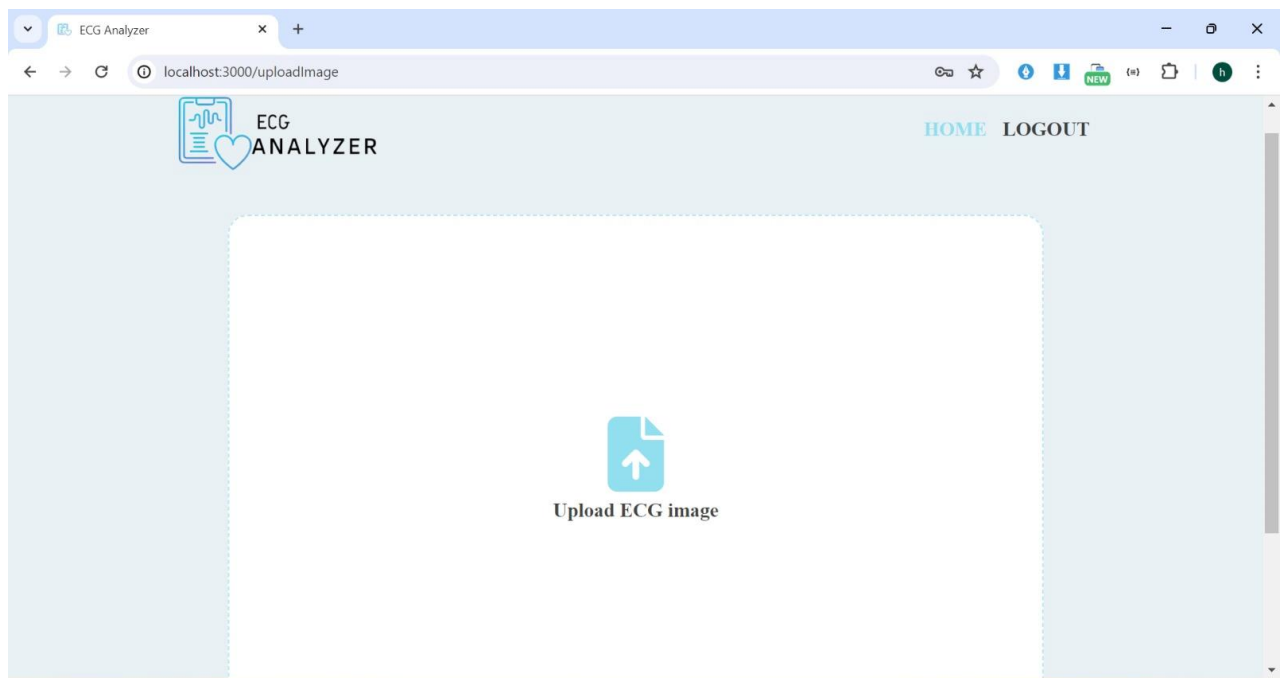 ECG Analyzer
localhost:3000/uploadImage
NEW
h
ECG
ANALYZER
HOME LOGOUT
Upload ECG image